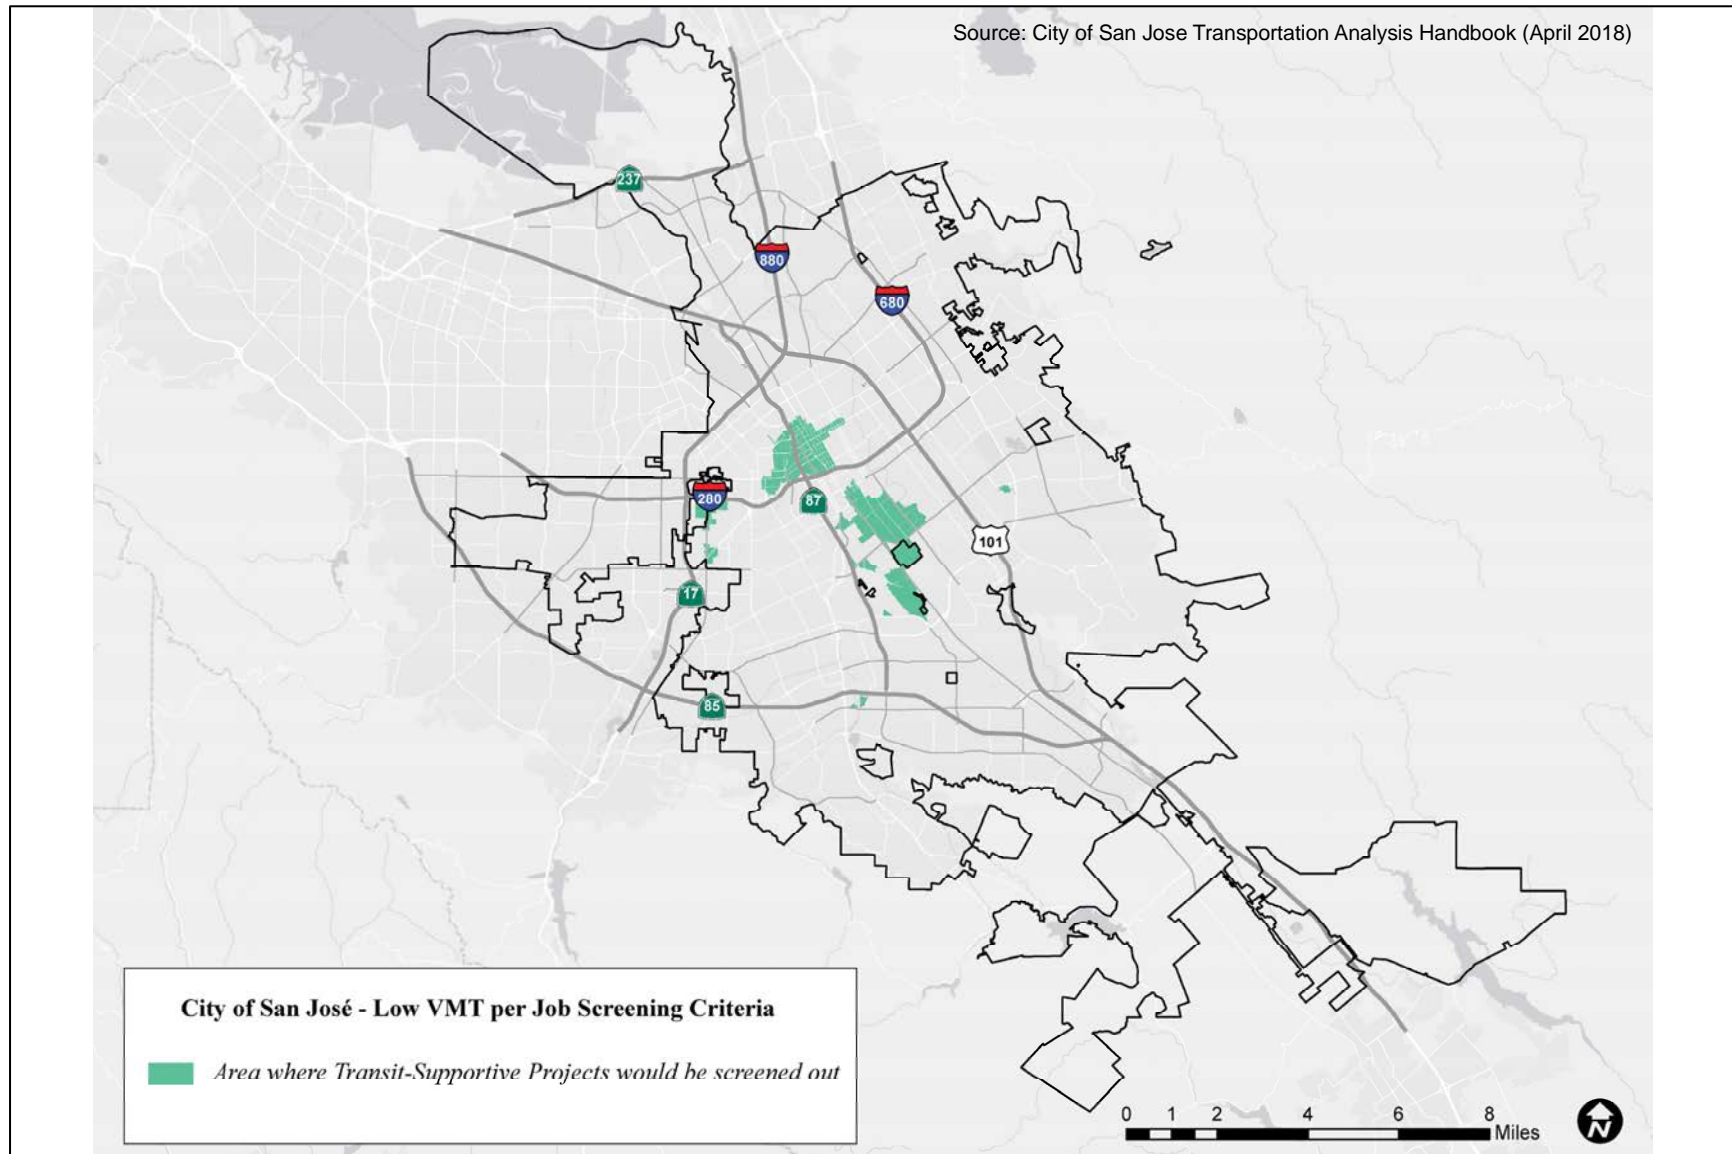 Source: City of San Jose Transportation Analysis Handbook (April 2018)
237
880
680
280
87
101
17
85
City of San José - Low VMT per Job Screening Criteria
Area where Transit-Supportive Projects would be screened out
0 1 2 4 6 8
Miles
N